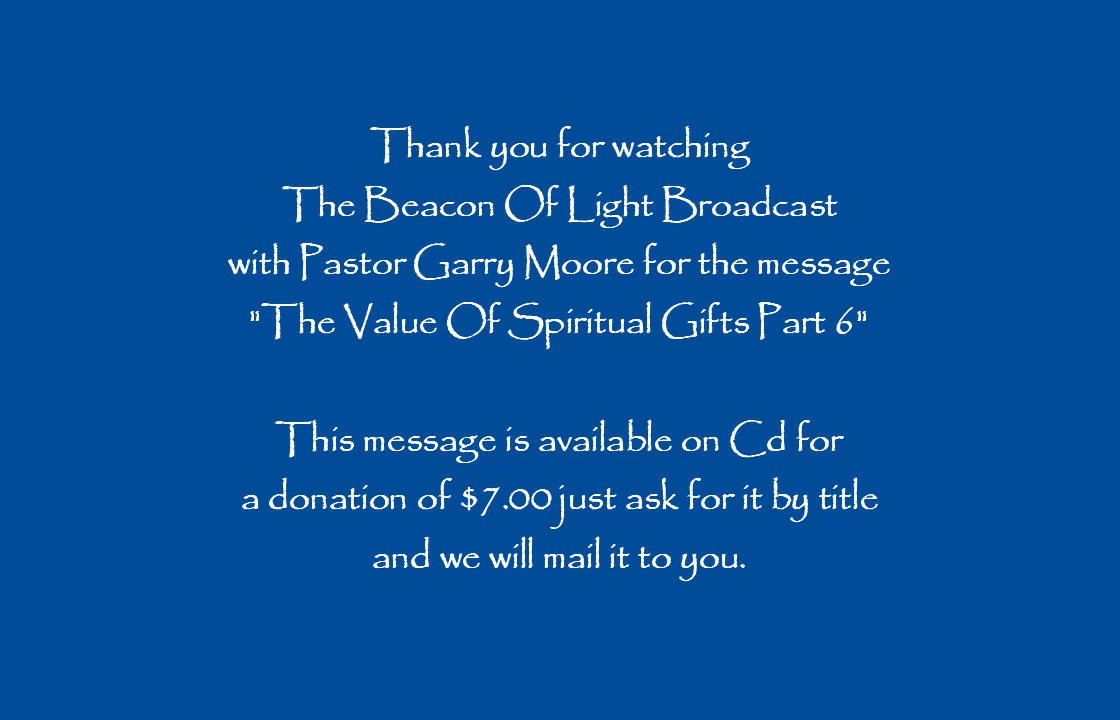 Thank you for watching
The Beacon Of Light Broadcast
with Pastor Garry Moore for the message
"The Value Of Spiritual Gifts Part 6"
This message is available on Cd for
a donation of $7.00 just ask for it by title
and we will mail it to you.